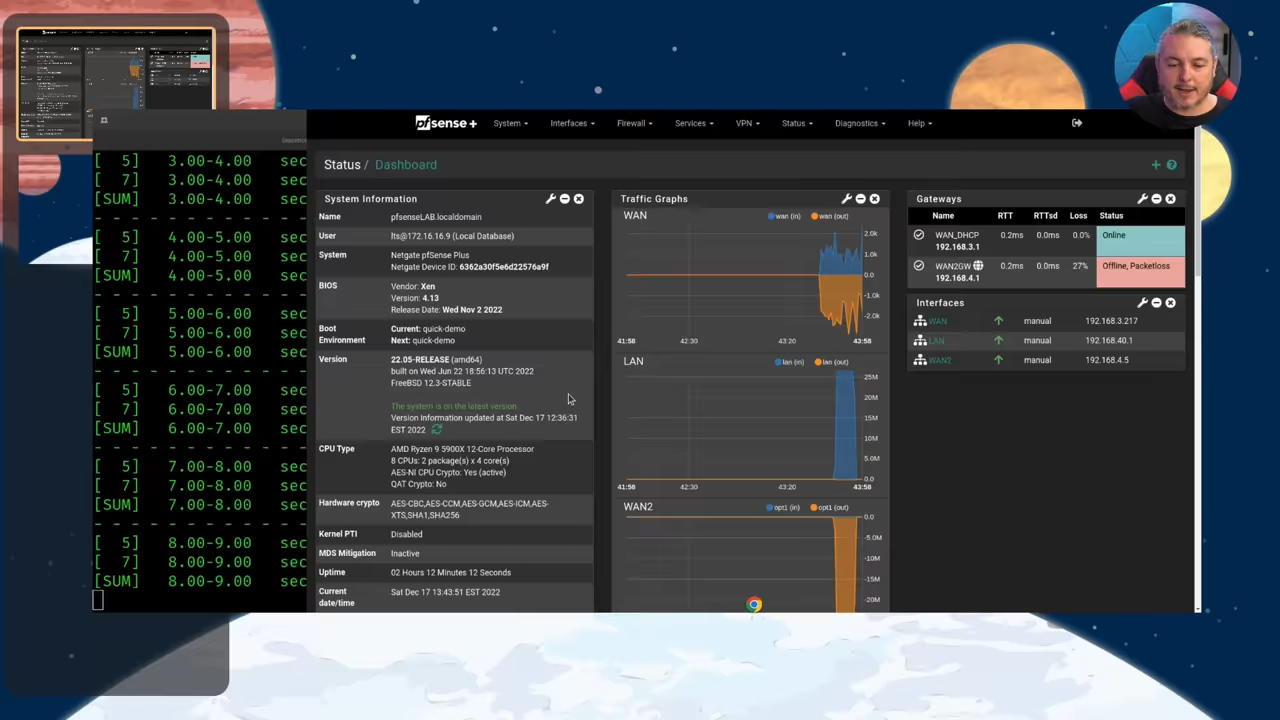 pfsense+ System Interfaces Firewall Services VPN Status Diagnostics Help
Status / Dashboard
System Information
Name pfsenseLAB.localdomain
User lts@172.16.16.9 (Local Database)
System Netgate pfSense Plus
Netgate Device ID: 6362a30f5e6d22576a9f
BIOS Vendor: Xen
Version: 4.13
Release Date: Wed Nov 2 2022
Boot Environment Current: quick-demo
Next: quick-demo
Version 22.05-RELEASE (amd64)
built on Wed Jun 22 18:56:13 UTC 2022
FreeBSD 12.3-STABLE
The system is on the latest version.
Version information updated at Sat Dec 17 12:36:31
EST 2022
CPU Type AMD Ryzen 9 5900X 12-Core Processor
8 CPUs: 2 package(s) x 4 core(s)
AES-NI CPU Crypto: Yes (active)
QAT Crypto: No
Hardware crypto AES-CBC,AES-CCM,AES-GCM,AES-ICM,AES-
XTS,SHA1,SHA256
Kernel PTI Disabled
MDS Mitigation Inactive
Uptime 02 Hours 12 Minutes 12 Seconds
Current date/time Sat Dec 17 13:43:51 EST 2022
Traffic Graphs
WAN wan (in) wan (out)
2.0k
1.0k
0.0
-1.0k
-2.0k
41:58 42:30 43:20 43:58
LAN lan (in) lan (out)
25M
20M
15M
10M
5.0M
0.0
41:58 42:30 43:20 43:58
WAN2 opt1 (in) opt1 (out)
0.0
-5.0M
-10M
-15M
-20M
Gateways
Name RTT RTTsd Loss Status
WAN_DHCP 0.2ms 0.0ms 0.0% Online
192.168.3.1
WAN2GW 0.2ms 0.0ms 27% Offline, Packetloss
192.168.4.1
Interfaces
WAN manual 192.168.3.217
LAN manual 192.168.40.1
WAN2 manual 192.168.4.5
[ 5] 3.00-4.00 sec
[ 7] 3.00-4.00 sec
[SUM] 3.00-4.00 sec
- - - - - - - - - - -
[ 5] 4.00-5.00 sec
[ 7] 4.00-5.00 sec
[SUM] 4.00-5.00 sec
- - - - - - - - - - -
[ 5] 5.00-6.00 sec
[ 7] 5.00-6.00 sec
[SUM] 5.00-6.00 sec
- - - - - - - - - - -
[ 5] 6.00-7.00 sec
[ 7] 6.00-7.00 sec
[SUM] 6.00-7.00 sec
- - - - - - - - - - -
[ 5] 7.00-8.00 sec
[ 7] 7.00-8.00 sec
[SUM] 7.00-8.00 sec
- - - - - - - - - - -
[ 5] 8.00-9.00 sec
[ 7] 8.00-9.00 sec
[SUM] 8.00-9.00 sec